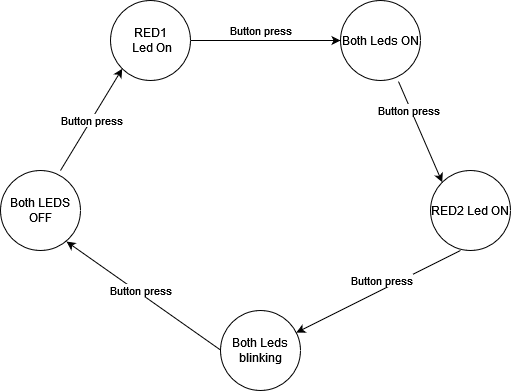 RED1
Led On
Button press
Both Leds ON
Button press
RED2 Led ON
Button press
Both Leds
blinking
Button press
Both LEDS
OFF
Button press